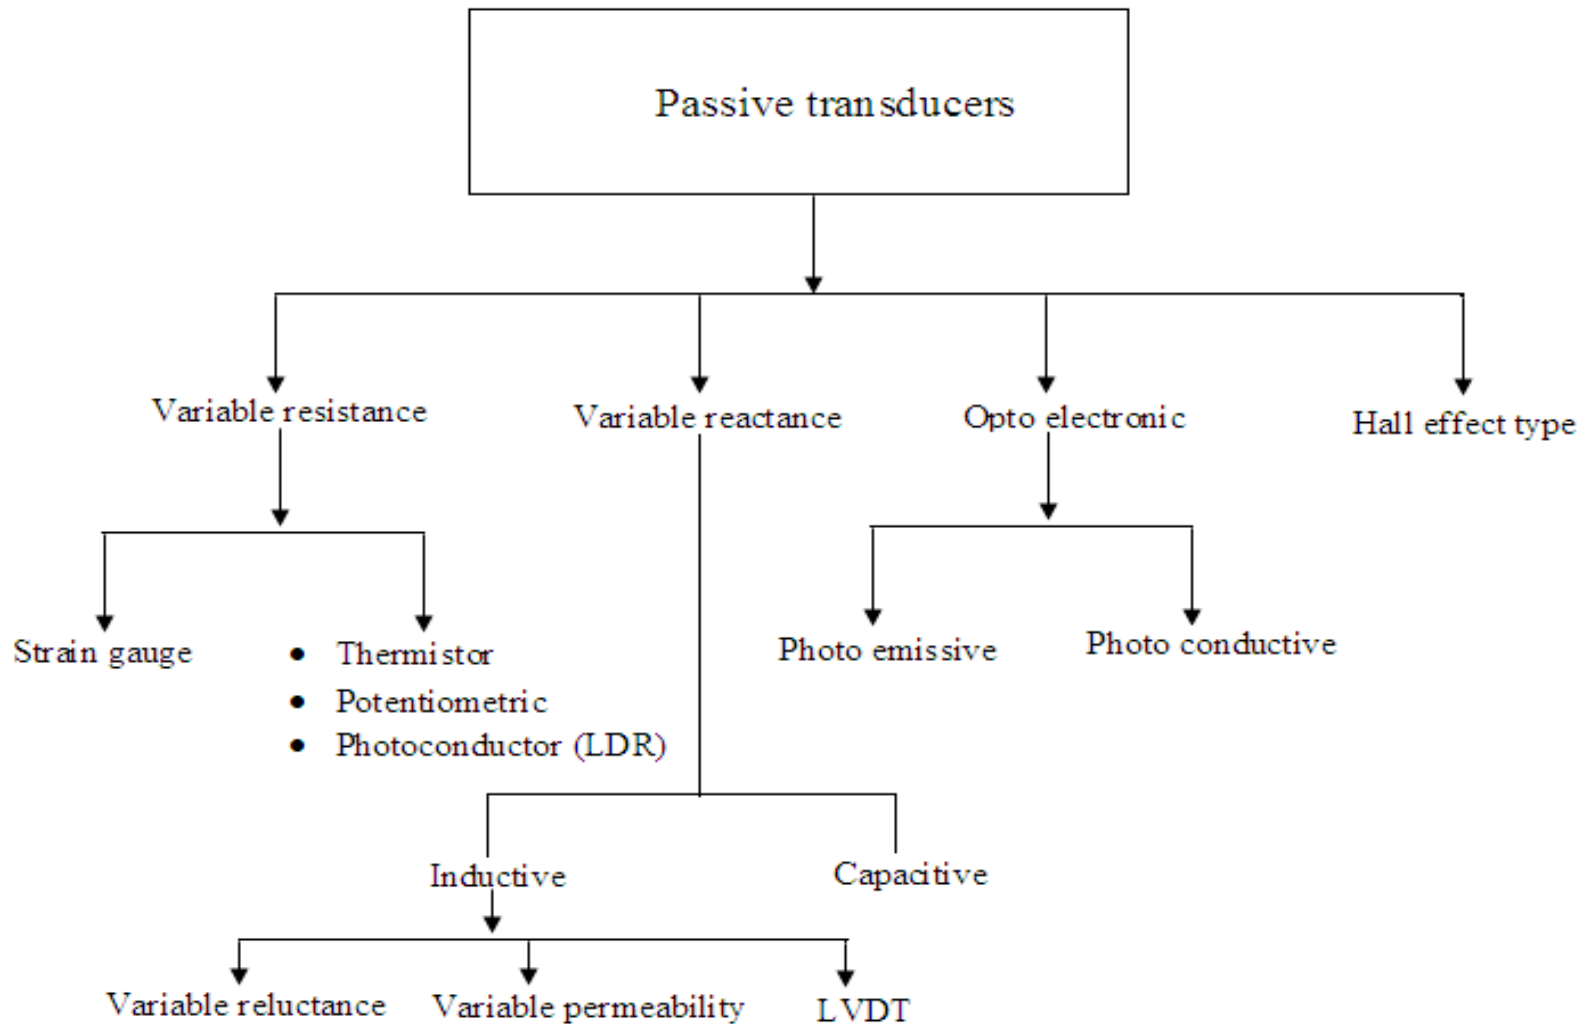 Passive transducers
Variable resistance
Variable reactance
Opto electronic
Hall effect type
Strain gauge
• Thermistor
• Potentiometric
• Photoconductor (LDR)
Photo emissive
Photo conductive
Inductive
Capacitive
Variable reluctance
Variable permeability
LVDT